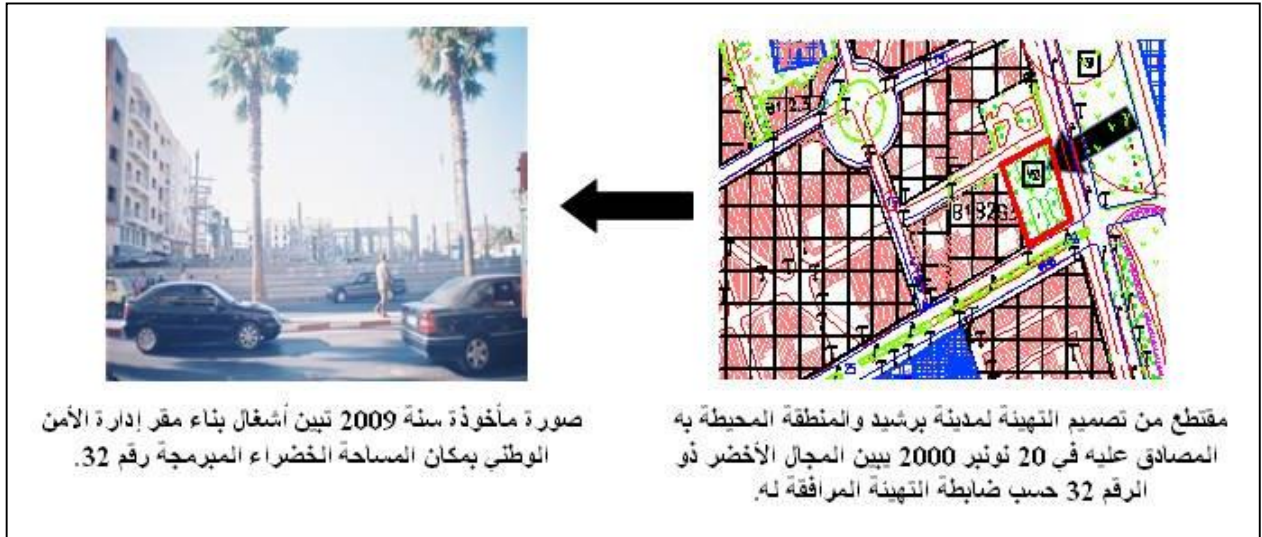 B1B2S3
25
مقتطع من تصميم التهيئة لمدينة برشيد والمنطقة المحيطة به
المصادق عليه في 20 نونبر 2000 يبين المجال الأخضر ذو
الرقم 32 حسب ضابطة التهيئة المرافقة له.
صورة مأخوذة سنة 2009 تبين أشغال بناء مقر إدارة الأمن
الوطني بمكان المساحة الخضراء المبرمجة رقم 32.